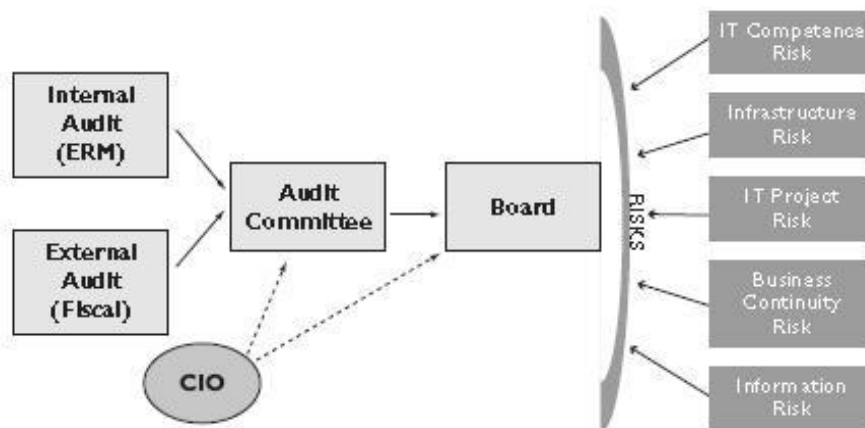 Internal
Audit
(ERM)
External
Audit
(Fiscal)
CIO
Audit
Committee
Board
RISKS
IT Competence
Risk
Infrastructure
Risk
IT Project
Risk
Business
Continuity
Risk
Information
Risk